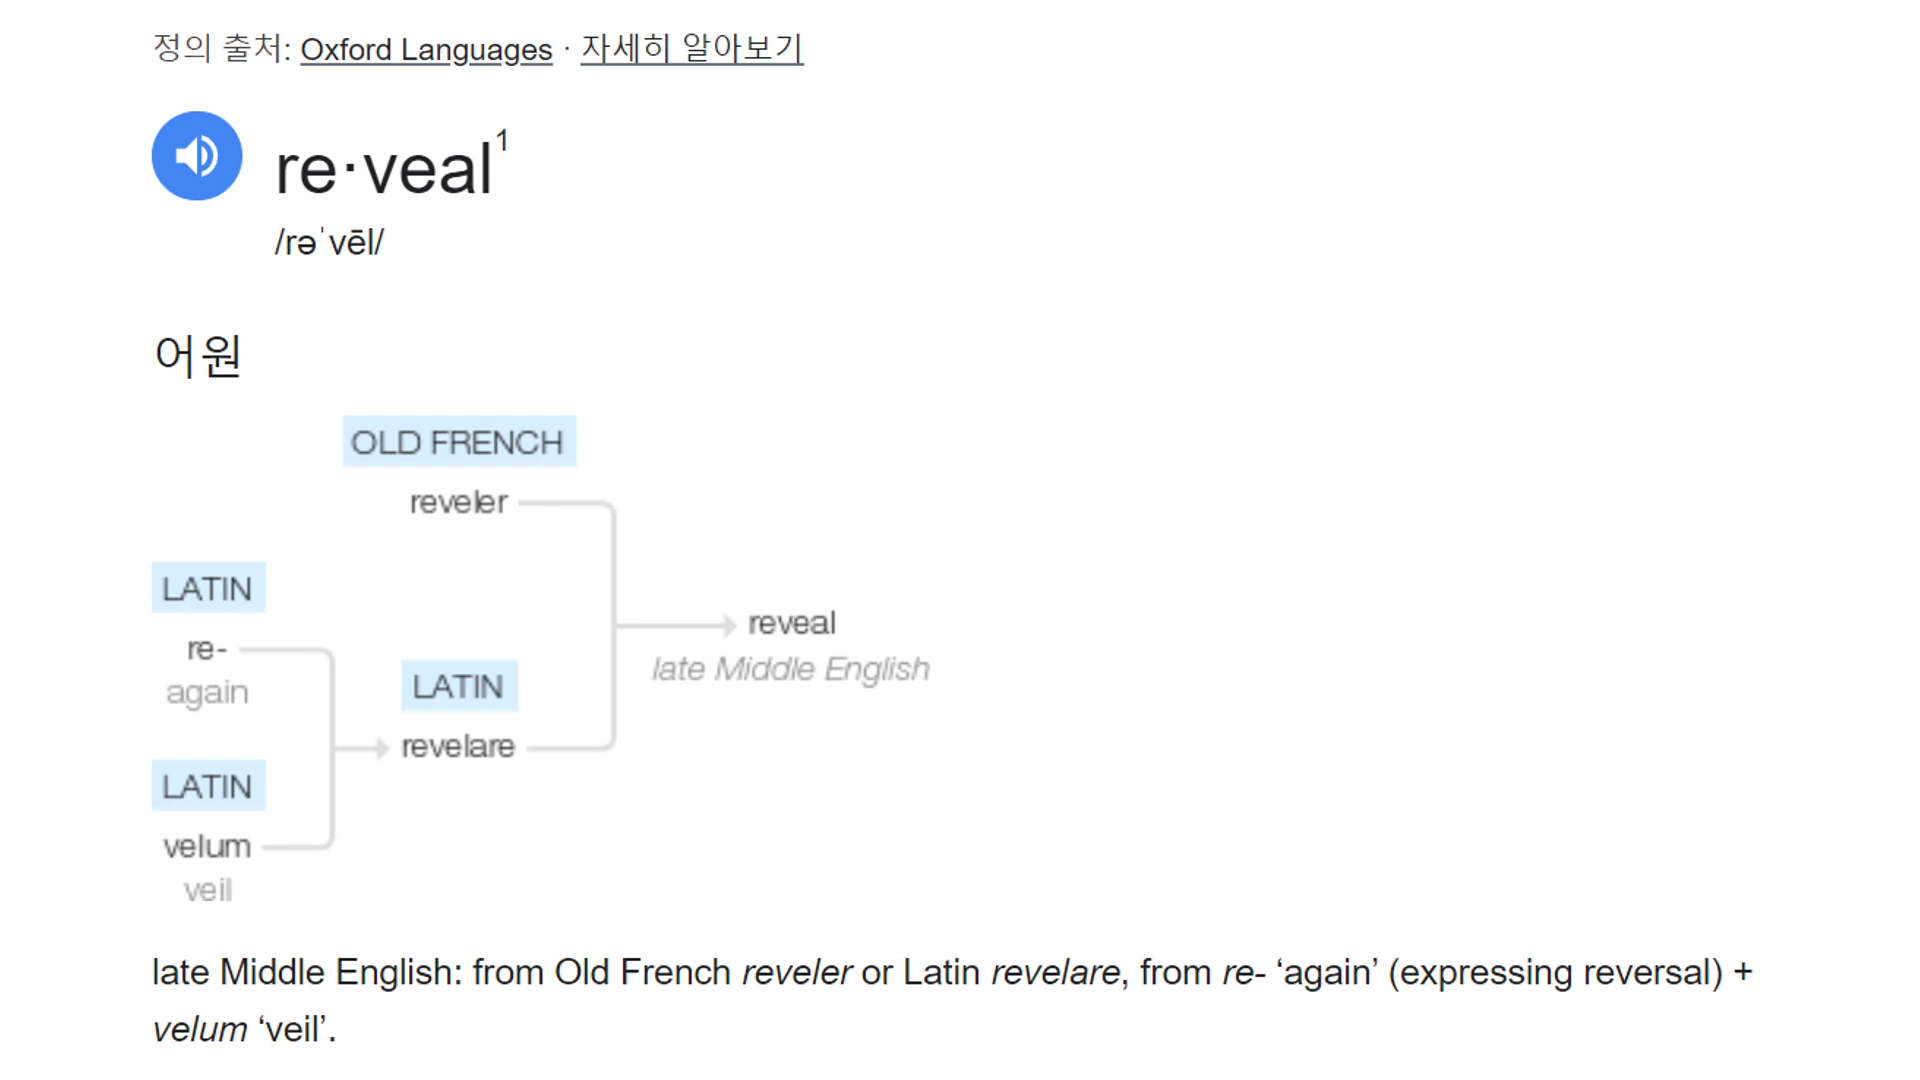 정의 출처: Oxford Languages · 자세히 알아보기
re·veal¹
/rəˈvēl/
어원
OLD FRENCH
reveler
LATIN
re-
again
reveal
late Middle English
LATIN
revelare
LATIN
velum
veil
late Middle English: from Old French reveler or Latin revelare, from re- ‘again’ (expressing reversal) +
velum ‘veil’.